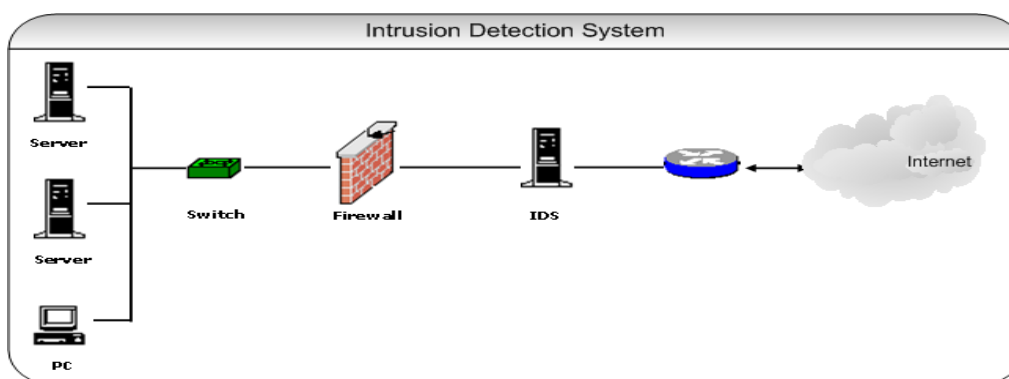 Intrusion Detection System
Server
Server
PC
Switch
Firewall
IDS
Internet